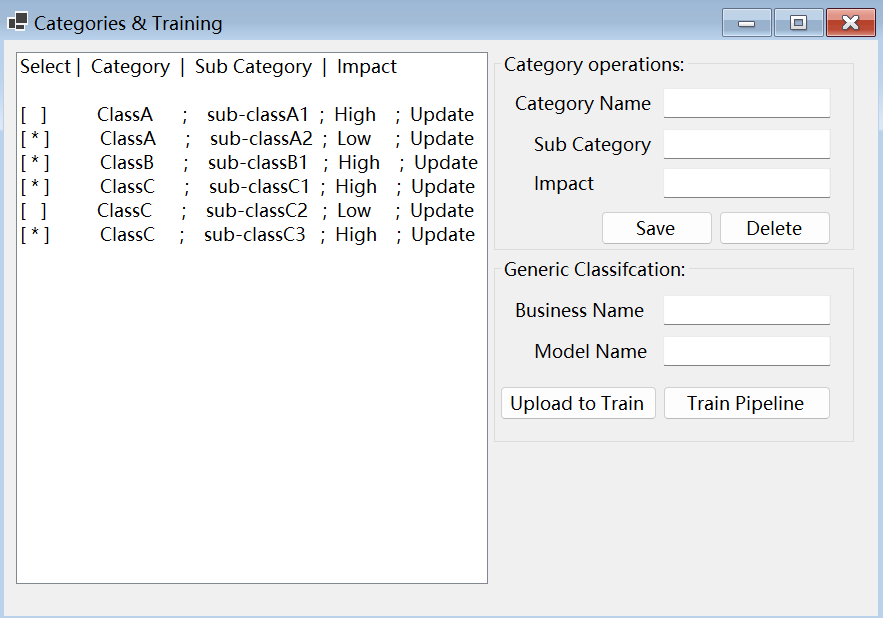 Categories & Training
Select | Category | Sub Category | Impact
[ ] ClassA ; sub-classA1 ; High ; Update
[*] ClassA ; sub-classA2 ; Low ; Update
[*] ClassB ; sub-classB1 ; High ; Update
[*] ClassC ; sub-classC1 ; High ; Update
[ ] ClassC ; sub-classC2 ; Low ; Update
[*] ClassC ; sub-classC3 ; High ; Update
Category operations:
Category Name
Sub Category
Impact
Save Delete
Generic Classifcation:
Business Name
Model Name
Upload to Train Train Pipeline